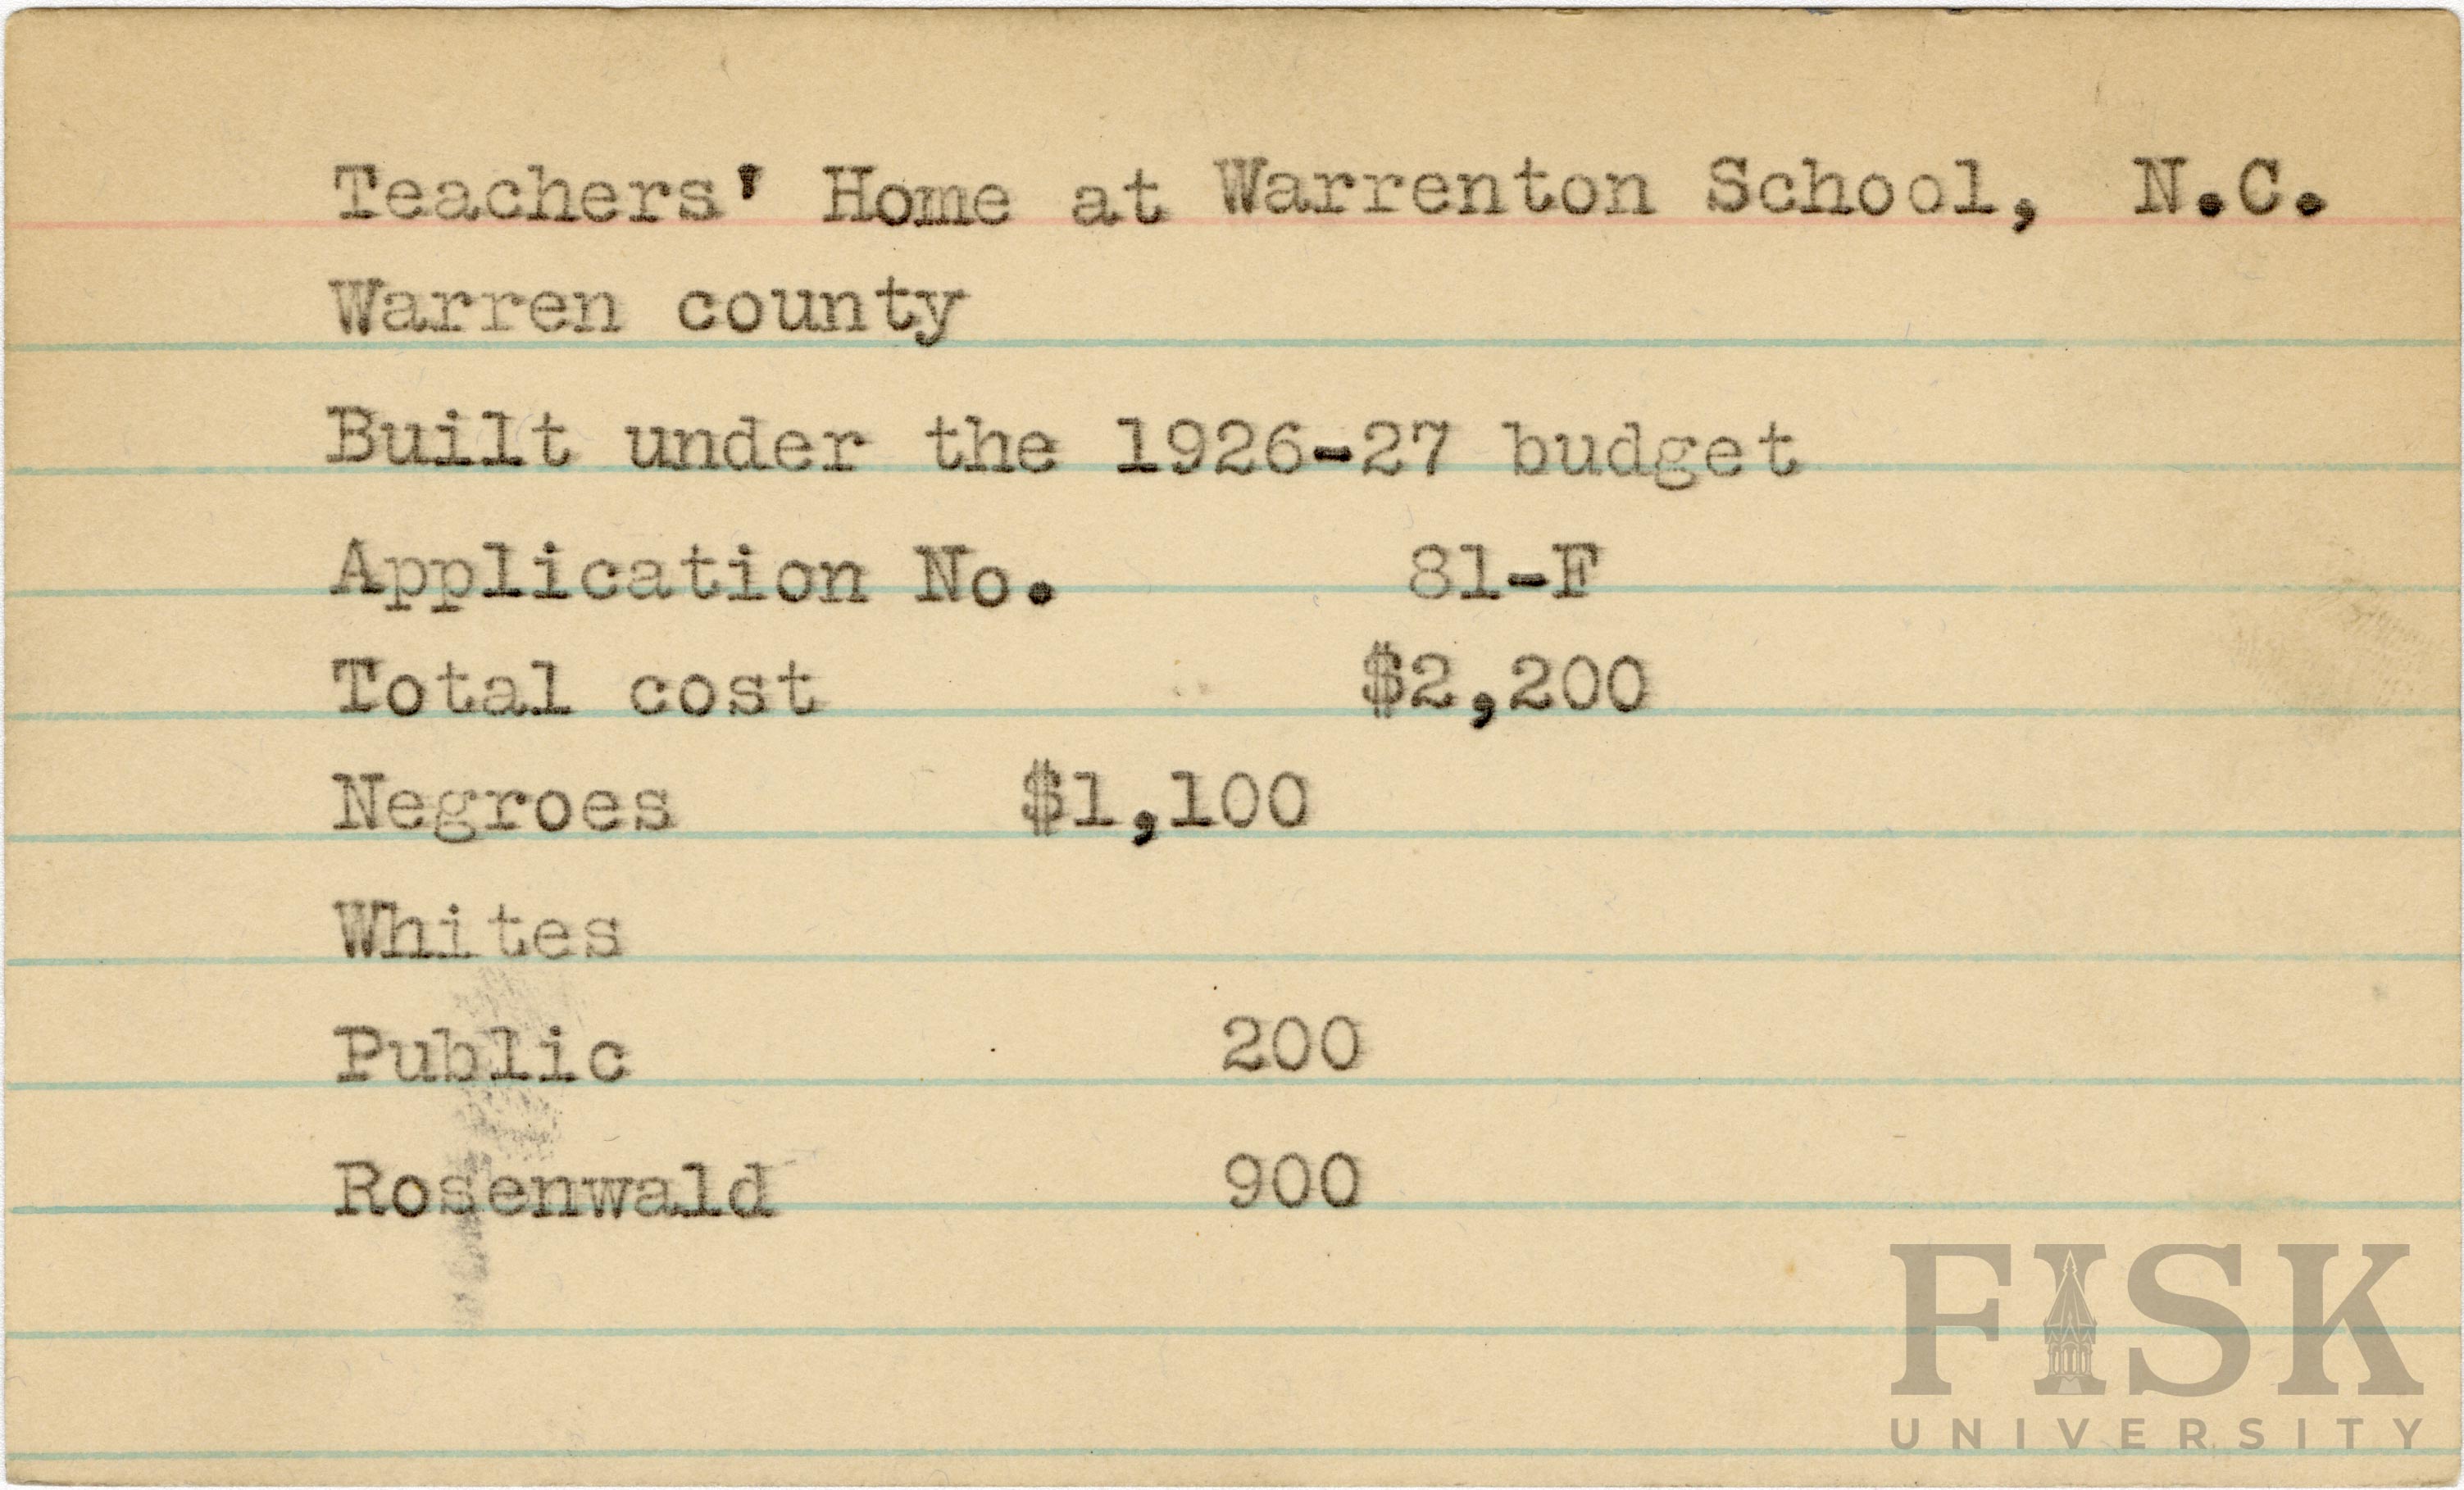 Teachers' Home at Warrenton School, N.C.
Warren county
Built under the 1926-27 budget
Application No. 81-F
Total cost $2,200
Negroes $1,100
Whites
Public 200
Rosenwald 900
FISK
UNIVERSITY